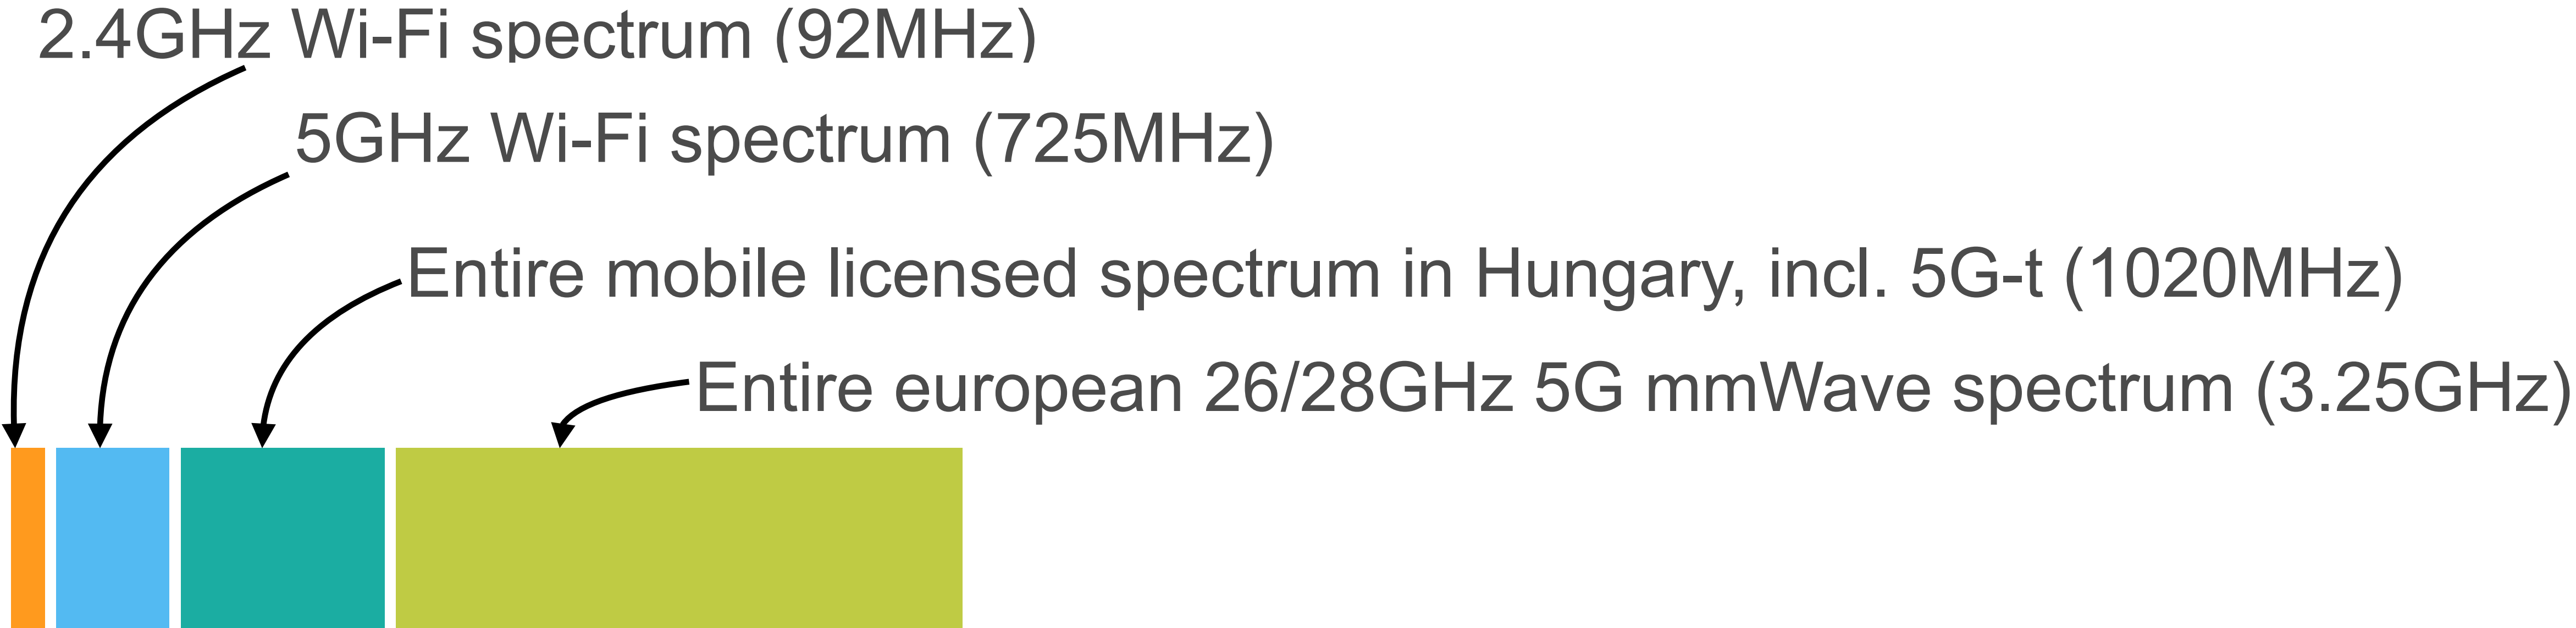 2.4GHz Wi-Fi spectrum (92MHz)
5GHz Wi-Fi spectrum (725MHz)
Entire mobile licensed spectrum in Hungary, incl. 5G-t (1020MHz)
Entire european 26/28GHz 5G mmWave spectrum (3.25GHz)